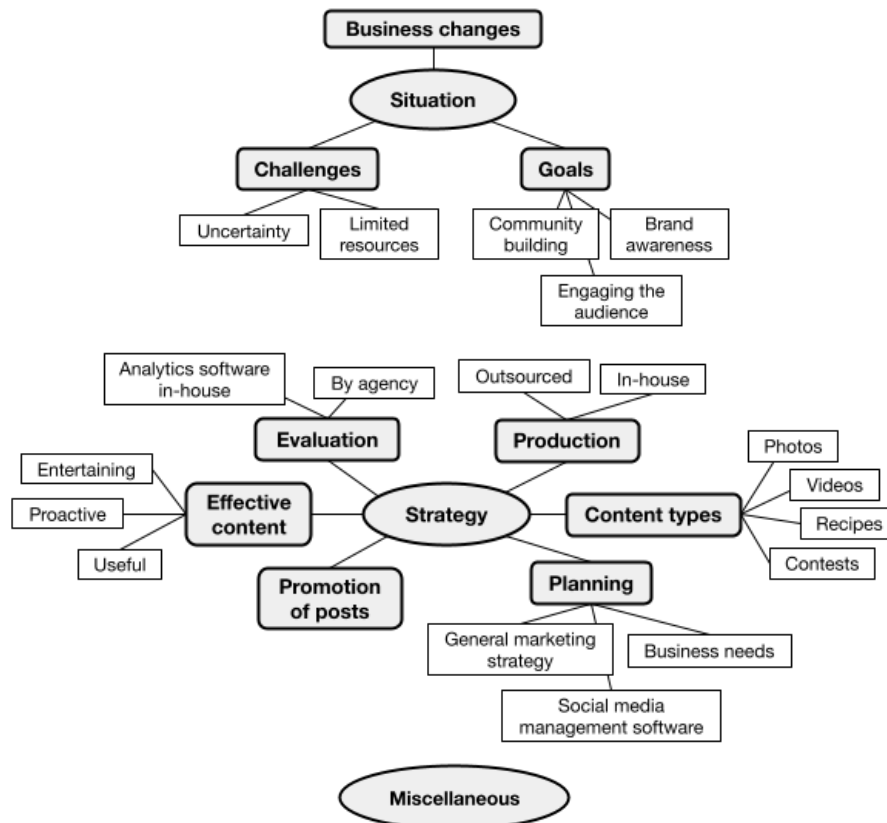 Business changes
Situation
Challenges
Goals
Uncertainty
Limited
resources
Community
building
Brand
awareness
Engaging the
audience
Analytics software
in-house
By agency
Outsourced
In-house
Evaluation
Production
Entertaining
Proactive
Useful
Effective
content
Strategy
Content types
Photos
Videos
Recipes
Contests
Promotion
of posts
Planning
General marketing
strategy
Business needs
Social media
management software
Miscellaneous